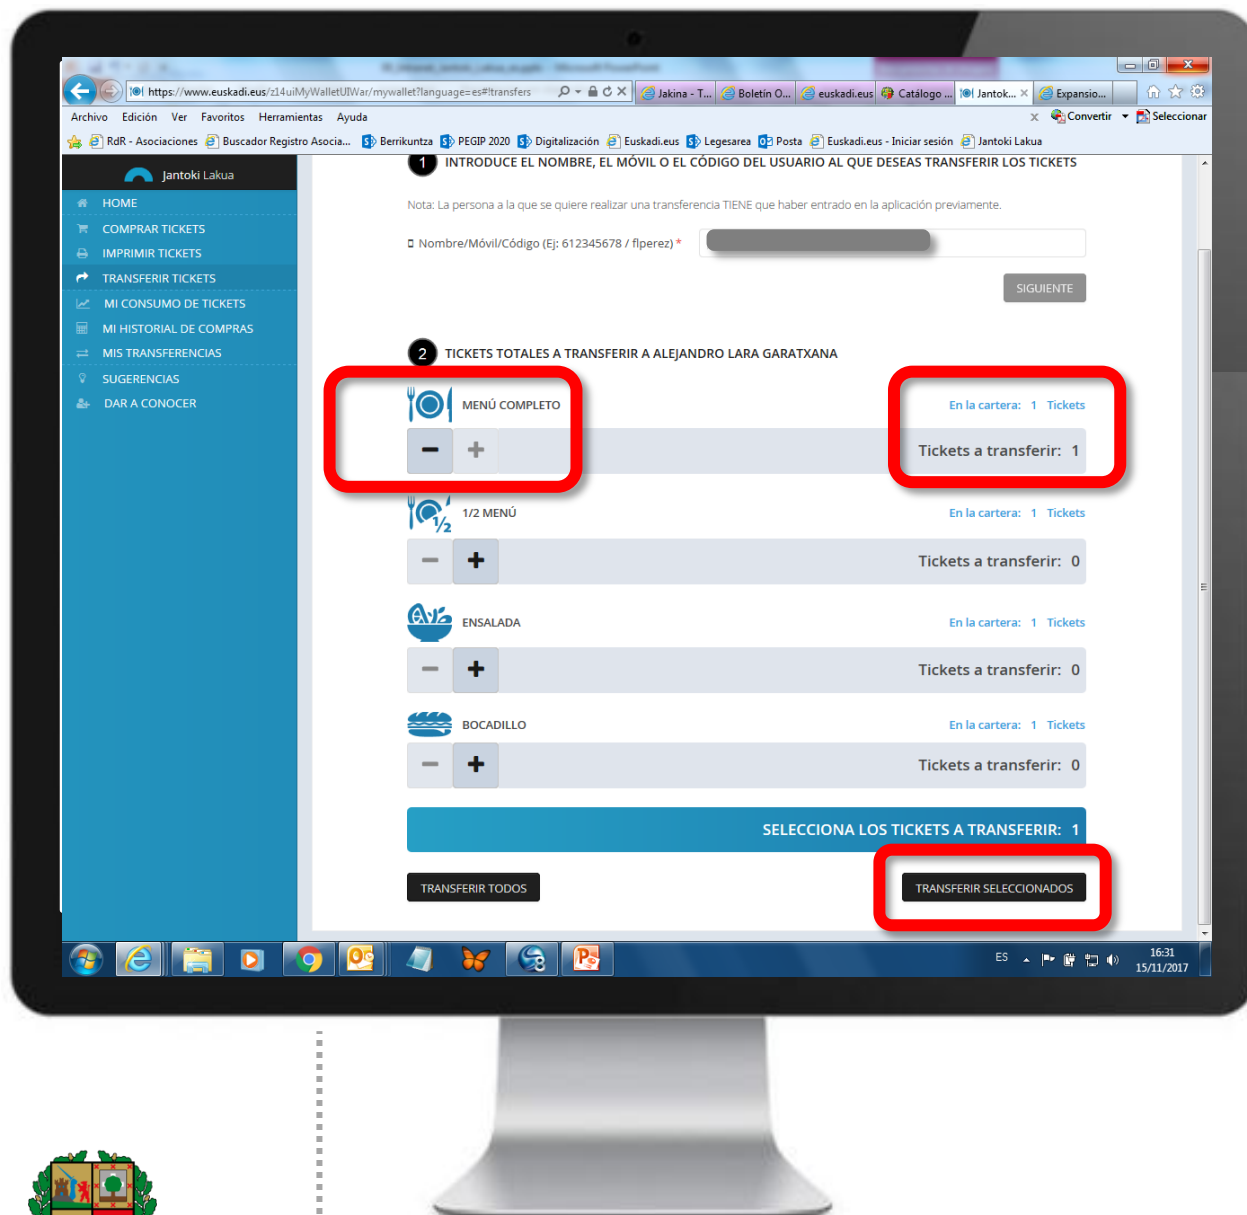 https://www.euskadi.eus/z14uiMyWalletUIWar/mywallet?language=es#!transfers
Jakina - T...
Boletín O...
euskadi.eus
Catálogo ...
Jantok...
Expansio...
Archivo Edición Ver Favoritos Herramientas Ayuda
Convertir
Seleccionar
RdR - Asociaciones
Buscador Registro Asocia...
Berrikuntza
PEGIP 2020
Digitalización
Euskadi.eus
Legesarea
Posta
Euskadi.eus - Iniciar sesión
Jantoki Lakua
Jantoki Lakua
HOME
COMPRAR TICKETS
IMPRIMIR TICKETS
TRANSFERIR TICKETS
MI CONSUMO DE TICKETS
MI HISTORIAL DE COMPRAS
MIS TRANSFERENCIAS
SUGERENCIAS
DAR A CONOCER
1 INTRODUCE EL NOMBRE, EL MÓVIL O EL CÓDIGO DEL USUARIO AL QUE DESEAS TRANSFERIR LOS TICKETS
Nota: La persona a la que se quiere realizar una transferencia TIENE que haber entrado en la aplicación previamente.
Nombre/Móvil/Código (Ej: 612345678 / flperez) *
SIGUIENTE
2 TICKETS TOTALES A TRANSFERIR A ALEJANDRO LARA GARATXANA
MENÚ COMPLETO
En la cartera: 1 Tickets
Tickets a transferir: 1
1/2 MENÚ
En la cartera: 1 Tickets
Tickets a transferir: 0
ENSALADA
En la cartera: 1 Tickets
Tickets a transferir: 0
BOCADILLO
En la cartera: 1 Tickets
Tickets a transferir: 0
SELECCIONA LOS TICKETS A TRANSFERIR: 1
TRANSFERIR TODOS
TRANSFERIR SELECCIONADOS
ES
16:31
15/11/2017